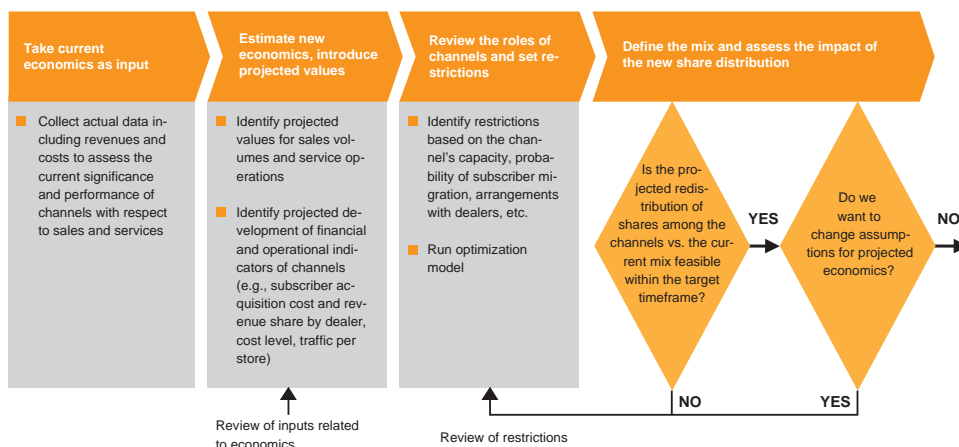 Take current
economics as input
Estimate new
economics, introduce
projected values
Review the roles of
channels and set re-
strictions
Define the mix and assess the impact of
the new share distribution
Collect actual data in-
cluding revenues and
costs to assess the
current significance
and performance of
channels with respect
to sales and services
Identify projected
values for sales vol-
umes and service op-
erations
Identify projected de-
velopment of financial
and operational indi-
cators of channels
(e.g., subscriber ac-
quisition cost and rev-
enue share by dealer,
cost level, traffic per
store)
Identify restrictions
based on the chan-
nel's capacity, proba-
bility of subscriber mi-
gration, arrangements
with dealers, etc.
Run optimization
model
Is the pro-
jected redis-
tribution of
shares among the
channels vs. the cur-
rent mix feasible
within the target
timeframe?
YES
Do we
want to
change assump-
tions for projected
economics?
NO
NO
YES
Review of inputs related
to economics
Review of restrictions